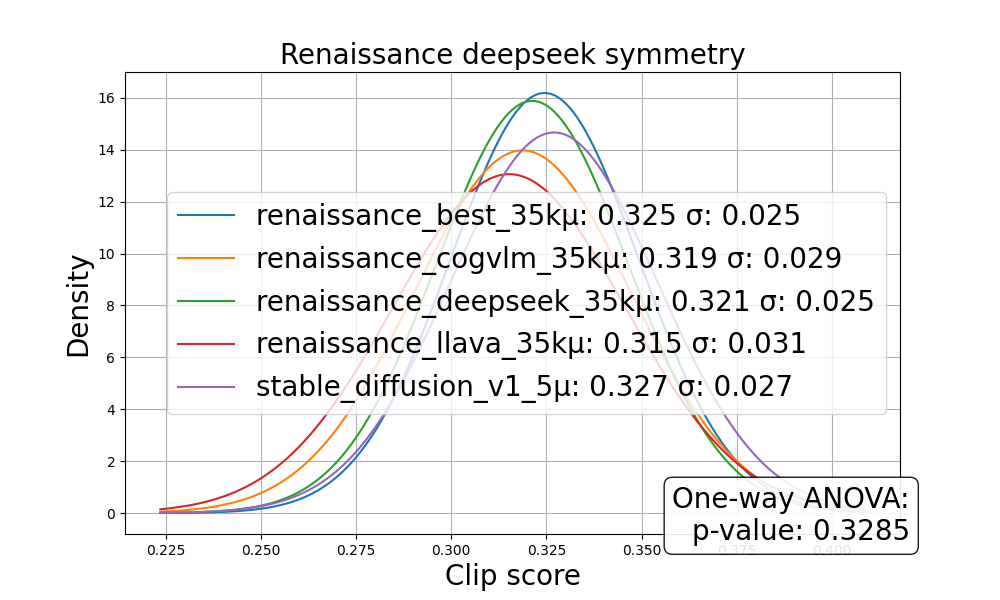 Renaissance deepseek symmetry
Density
16
14
12
10
8
6
4
2
0
renaissance_best_35kμ: 0.325 σ: 0.025
renaissance_cogvlm_35kμ: 0.319 σ: 0.029
renaissance_deepseek_35kμ: 0.321 σ: 0.025
renaissance_llava_35kμ: 0.315 σ: 0.031
stable_diffusion_v1_5μ: 0.327 σ: 0.027
One-way ANOVA:
p-value: 0.3285
0.225 0.250 0.275 0.300 0.325 0.350 0.375 0.400
Clip score